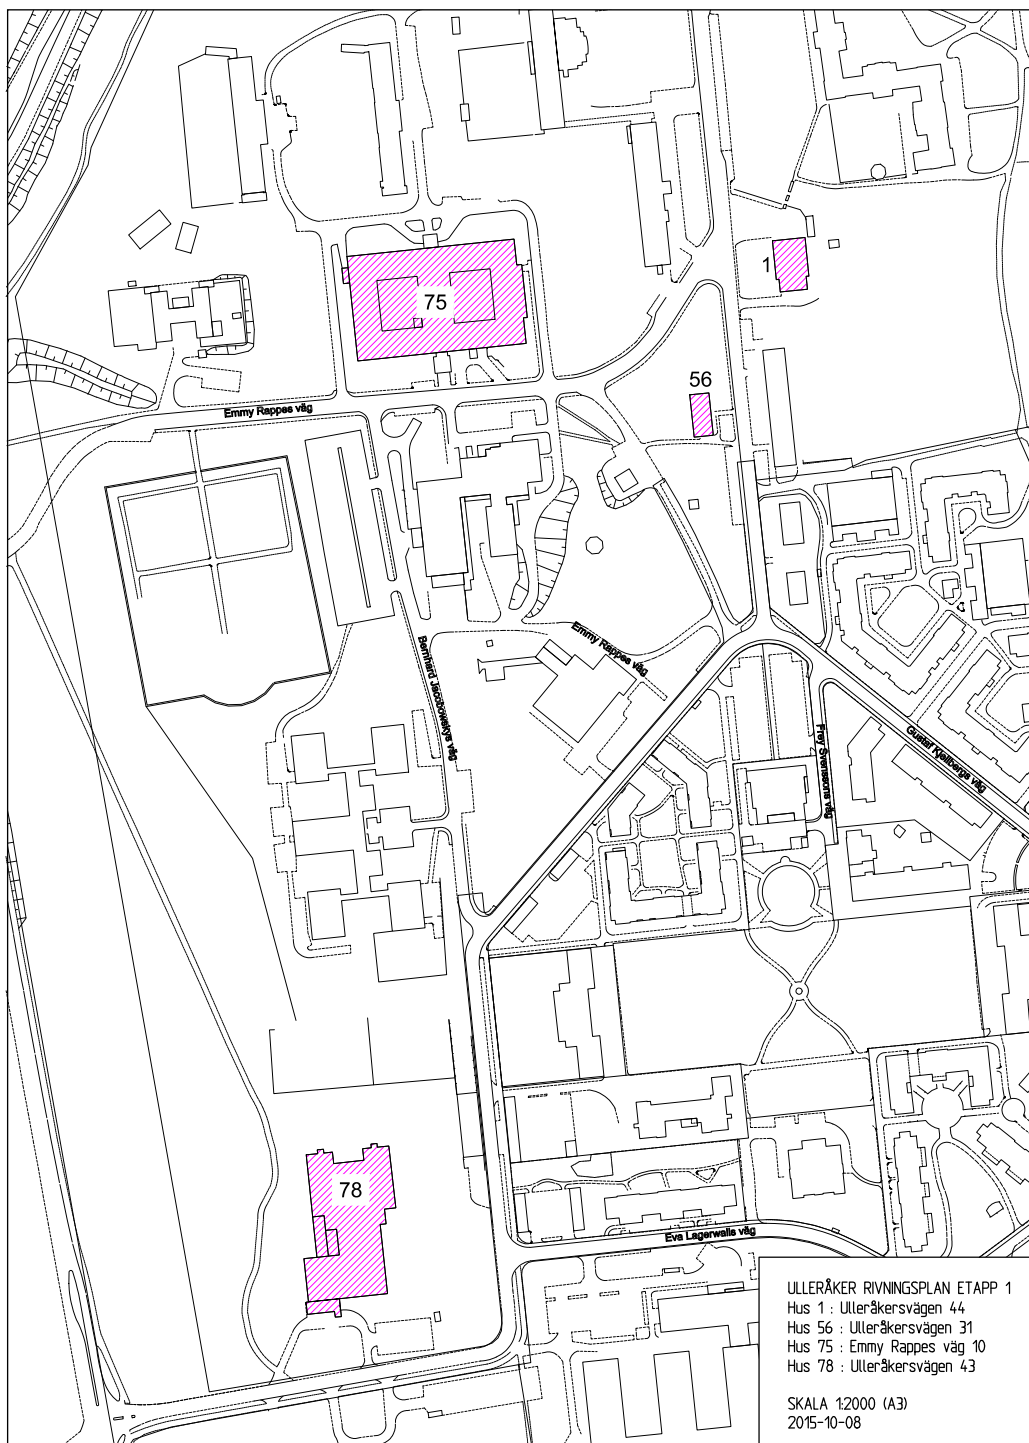 1
75
56
Emmy Rappes väg
Emmy Rappes väg
Bernhard Jacobowskys väg
Frey Svenssons väg
Gustaf Kjellbergs väg
78
Eva Lagerwalls väg
ULLERÅKER RIVNINGSPLAN ETAPP 1
Hus 1 : Ulleråkersvägen 44
Hus 56 : Ulleråkersvägen 31
Hus 75 : Emmy Rappes väg 10
Hus 78 : Ulleråkersvägen 43
SKALA 1:2000 (A3)
2015-10-08